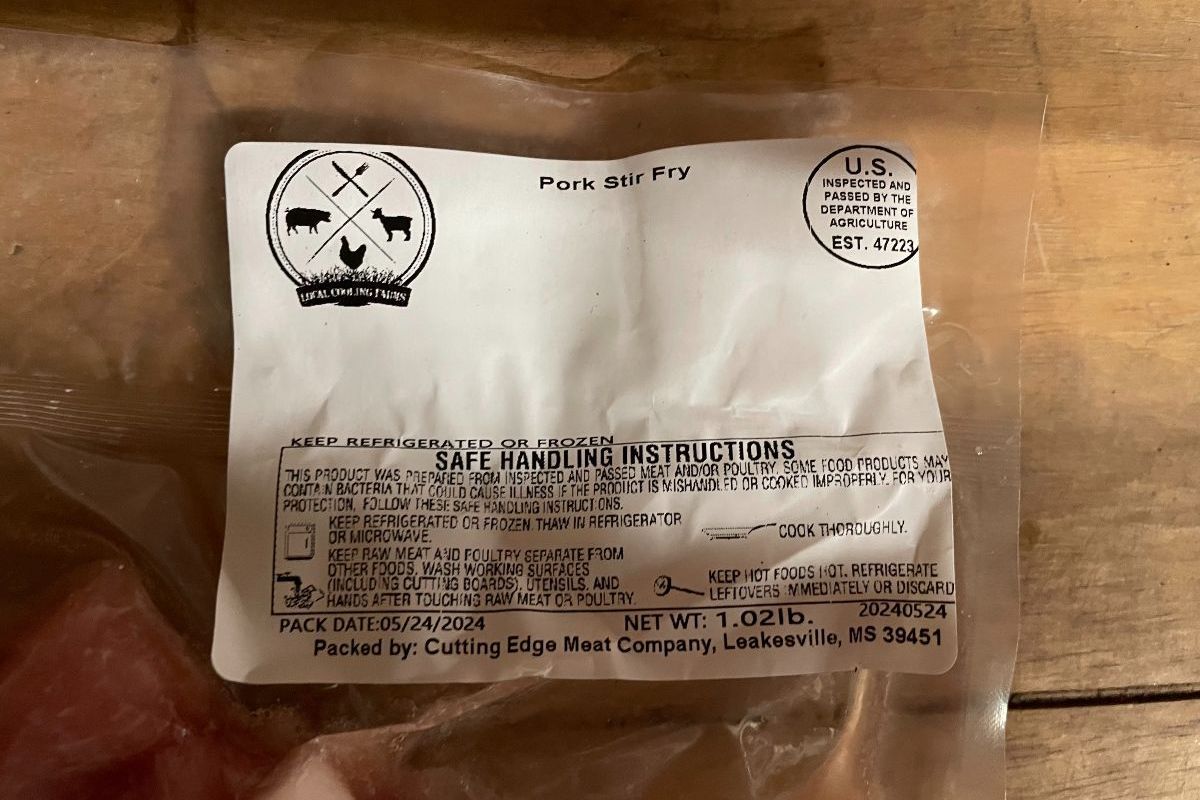 Pork Stir Fry
U.S.
INSPECTED AND
PASSED BY THE
DEPARTMENT OF
AGRICULTURE
EST. 47223
LOCAL COOLING FARMS
KEEP REFRIGERATED OR FROZEN
SAFE HANDLING INSTRUCTIONS
THIS PRODUCT WAS PREPARED FROM INSPECTED AND PASSED MEAT AND/OR POULTRY. SOME FOOD PRODUCTS MAY
CONTAIN BACTERIA THAT COULD CAUSE ILLNESS IF THE PRODUCT IS MISHANDLED OR COOKED IMPROPERLY. FOR YOUR
PROTECTION, FOLLOW THESE SAFE HANDLING INSTRUCTIONS.
KEEP REFRIGERATED OR FROZEN. THAW IN REFRIGERATOR
OR MICROWAVE.
COOK THOROUGHLY.
KEEP RAW MEAT AND POULTRY SEPARATE FROM
OTHER FOODS. WASH WORKING SURFACES
(INCLUDING CUTTING BOARDS), UTENSILS, AND
HANDS AFTER TOUCHING RAW MEAT OR POULTRY.
KEEP HOT FOODS HOT. REFRIGERATE
LEFTOVERS IMMEDIATELY OR DISCARD
PACK DATE:05/24/2024
NET WT: 1.02lb.
20240524
Packed by: Cutting Edge Meat Company, Leakesville, MS 39451